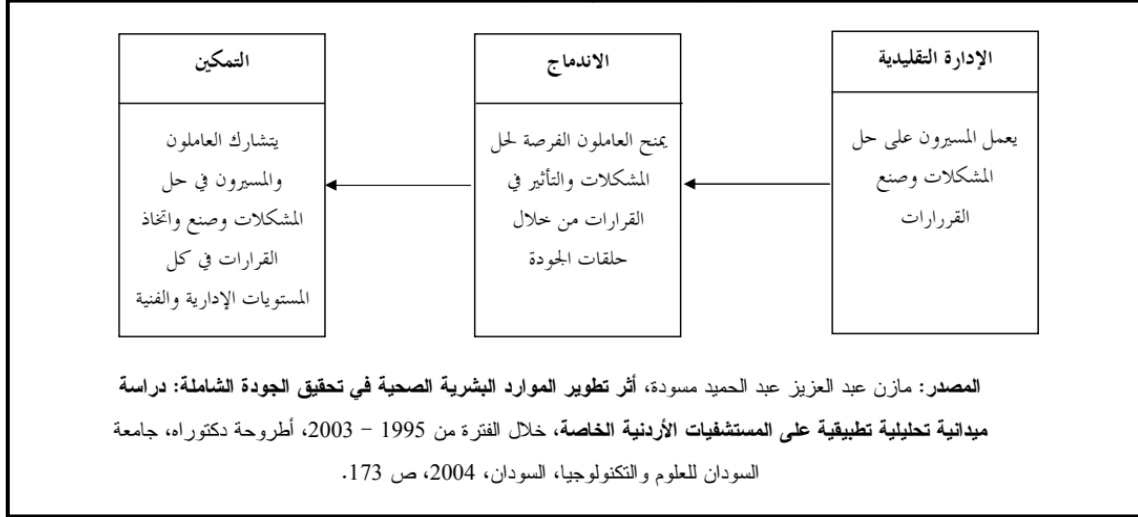 الإدارة التقليدية
يعمل المسيرون على حل
المشكلات وصنع
القررارات
الاندماج
يمنح العاملون الفرصة لحل
المشكلات والتأثير في
القرارات من خلال
حلقات الجودة
التمكين
يتشارك العاملون
والمسيرون في حل
المشكلات وصنع واتخاذ
القرارات في كل
المستويات الإدارية والفنية
المصدر: مازن عبد العزيز عبد الحميد مسودة، أثر تطوير الموارد البشرية الصحية في تحقيق الجودة الشاملة: دراسة
ميدانية تحليلية تطبيقية على المستشفيات الأردنية الخاصة، خلال الفترة من 1995 – 2003، أطروحة دكتوراه، جامعة
السودان للعلوم والتكنولوجيا، السودان، 2004، ص 173.